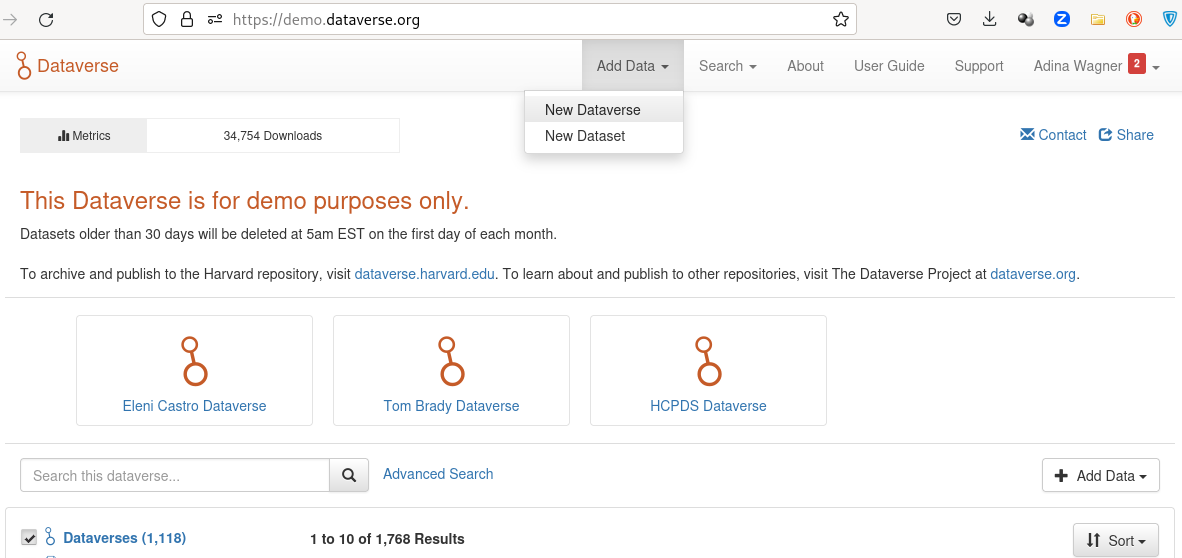 https://demo.dataverse.org
Dataverse
Add Data Search About User Guide Support Adina Wagner 2
New Dataverse
New Dataset
Metrics 34,754 Downloads
Contact Share
This Dataverse is for demo purposes only.
Datasets older than 30 days will be deleted at 5am EST on the first day of each month.
To archive and publish to the Harvard repository, visit dataverse.harvard.edu. To learn about and publish to other repositories, visit The Dataverse Project at dataverse.org.
Eleni Castro Dataverse Tom Brady Dataverse HCPDS Dataverse
Search this dataverse... Advanced Search Add Data
Dataverses (1,118) 1 to 10 of 1,768 Results Sort